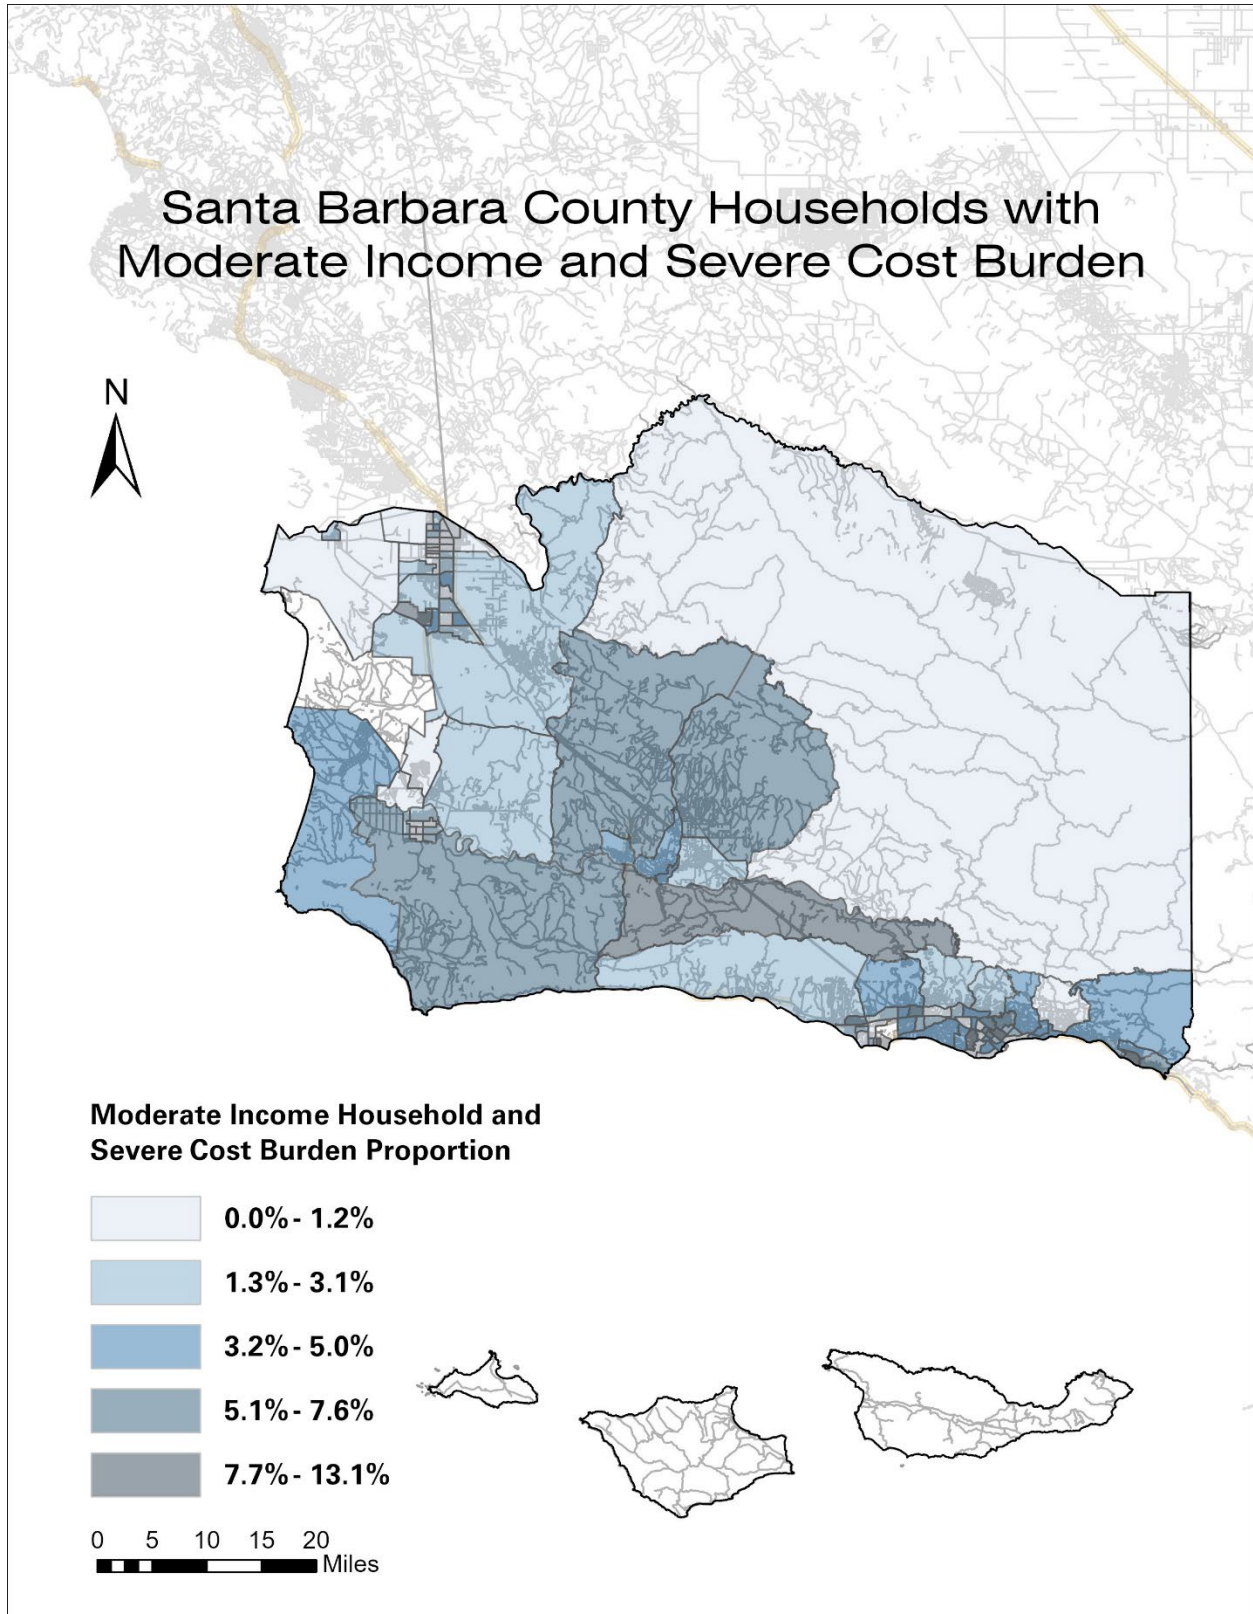 Santa Barbara County Households with
Moderate Income and Severe Cost Burden
N
Moderate Income Household and
Severe Cost Burden Proportion
0.0% - 1.2%
1.3% - 3.1%
3.2% - 5.0%
5.1% - 7.6%
7.7% - 13.1%
0 5 10 15 20
Miles